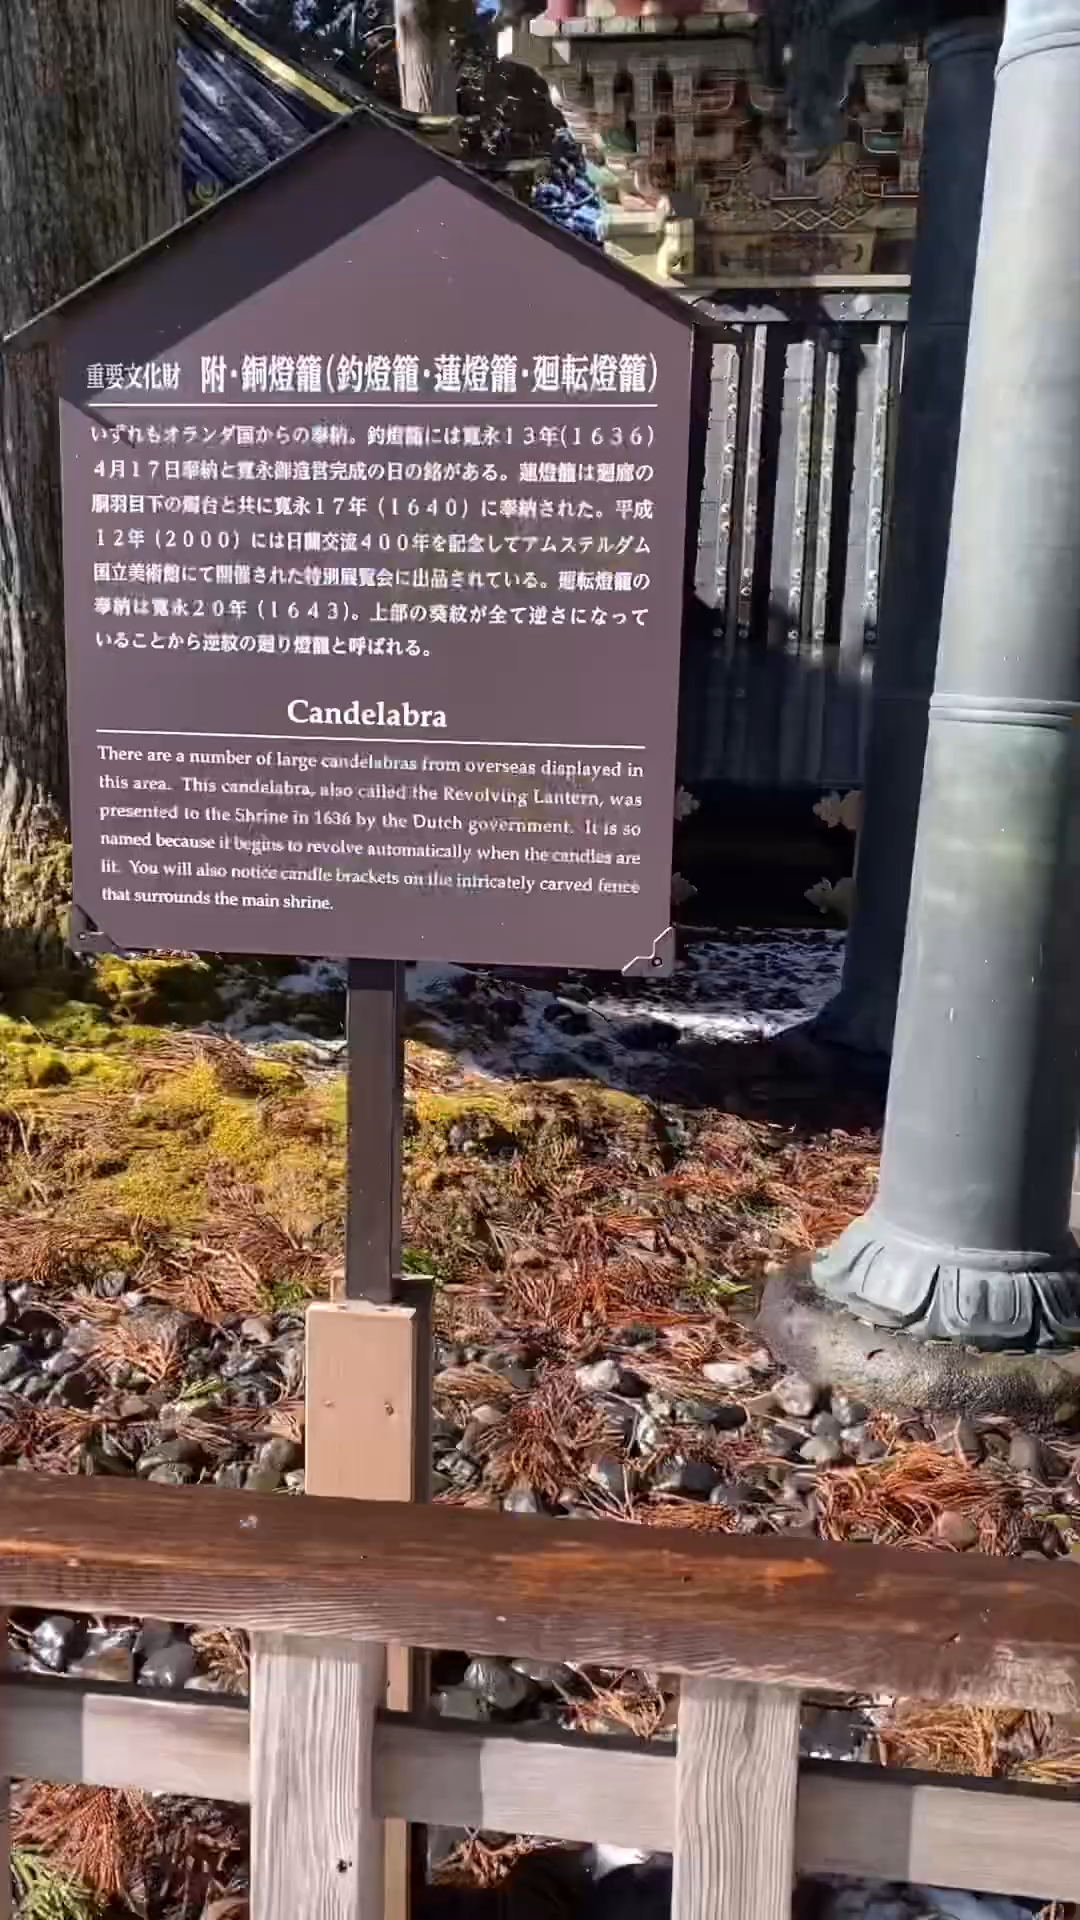 重要文化財 附・銅燈籠(釣燈籠・蓮燈籠・廻転燈籠)
いずれもオランダ国からの奉納。釣燈籠には寛永13年(1636)
4月17日奉納と寛永御造営完成の日の銘がある。蓮燈籠は廻廊の
胴羽目下の燭台と共に寛永17年(1640)に奉納された。平成
12年(2000)には日蘭交流400年を記念してアムステルダム
国立美術館にて開催された特別展覧会に出品されている。廻転燈籠の
奉納は寛永20年(1643)。上部の葵紋が全て逆さになって
いることから逆紋の廻り燈籠と呼ばれる。
Candelabra
There are a number of large candelabras from overseas displayed in
this area. This candelabra, also called the Revolving Lantern, was
presented to the Shrine in 1636 by the Dutch government. It is so
named because it begins to revolve automatically when the candles are
lit. You will also notice candle brackets on the intricately carved fence
that surrounds the main shrine.